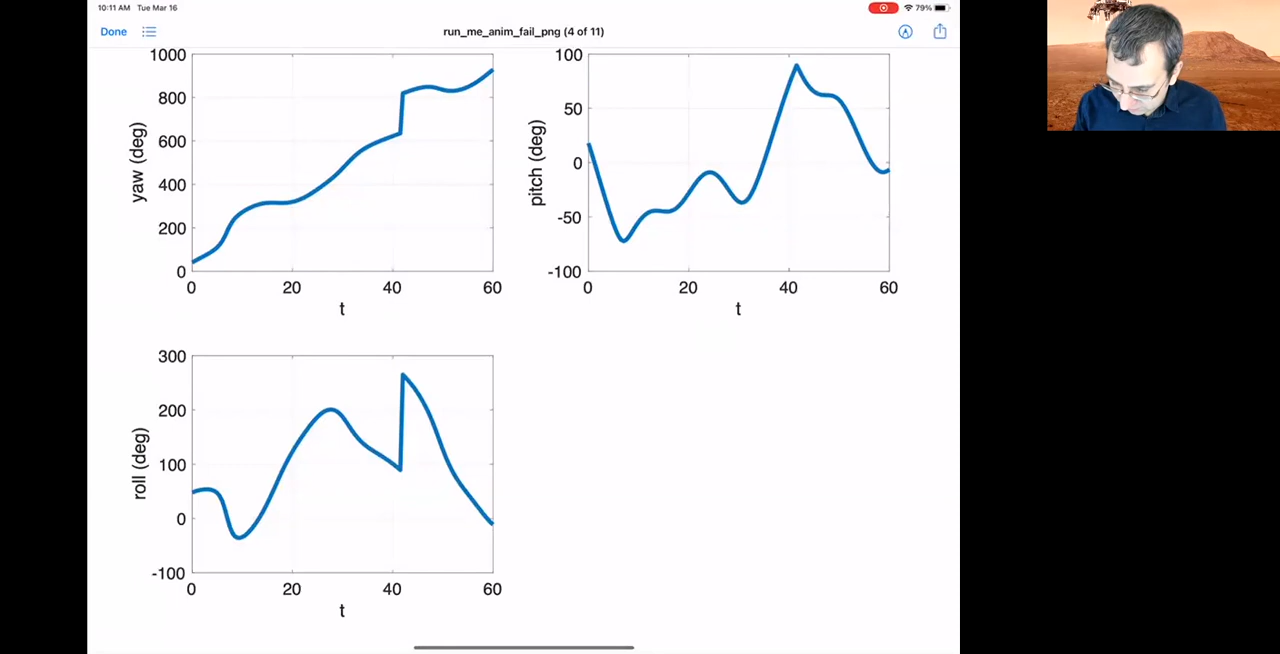 10:11 AM Tue Mar 16
79%
Done
run_me_anim_fail_png (4 of 11)
1000
800
600
400
200
0
yaw (deg)
0 20 40 60
t
100
50
0
-50
-100
pitch (deg)
0 20 40 60
t
300
200
100
0
-100
roll (deg)
0 20 40 60
t